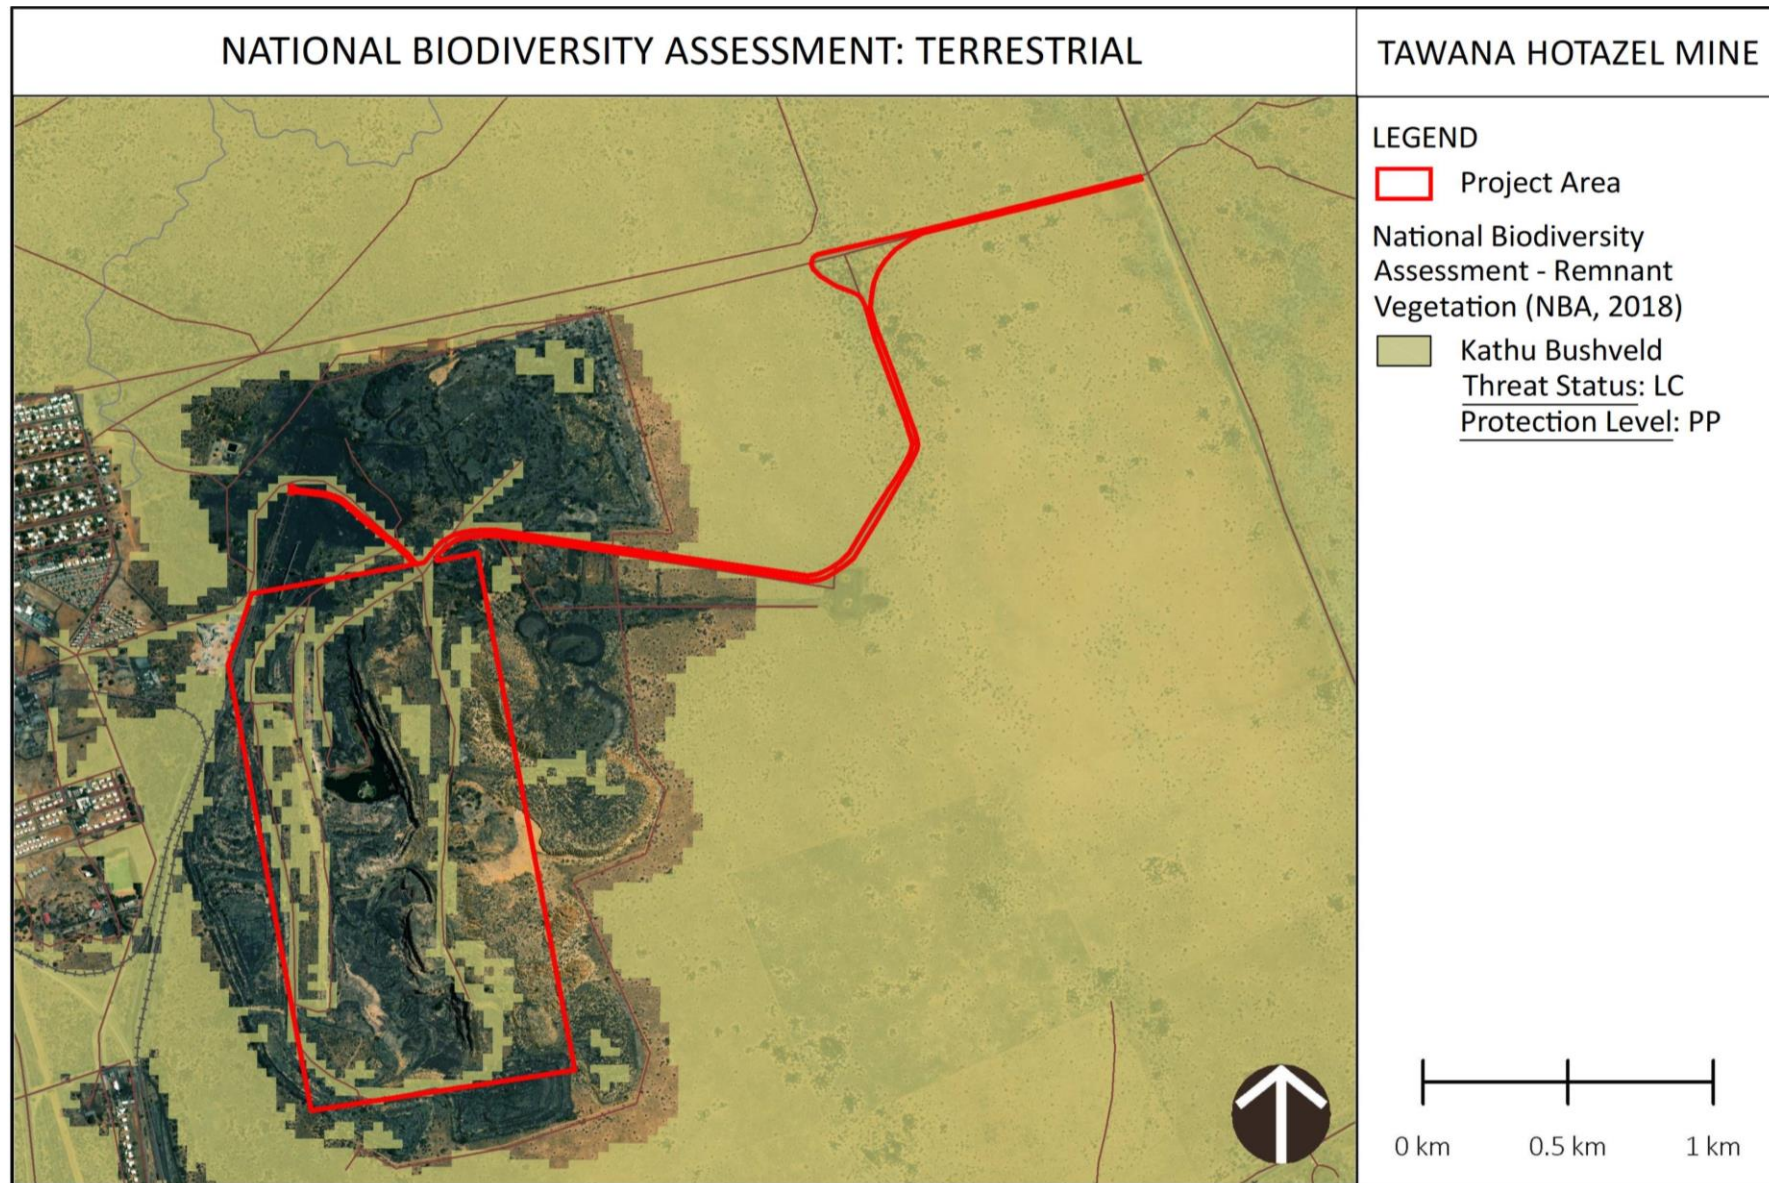 NATIONAL BIODIVERSITY ASSESSMENT: TERRESTRIAL
TAWANA HOTAZEL MINE
LEGEND
Project Area
National Biodiversity
Assessment - Remnant
Vegetation (NBA, 2018)
Kathu Bushveld
Threat Status: LC
Protection Level: PP
0 km
0.5 km
1 km